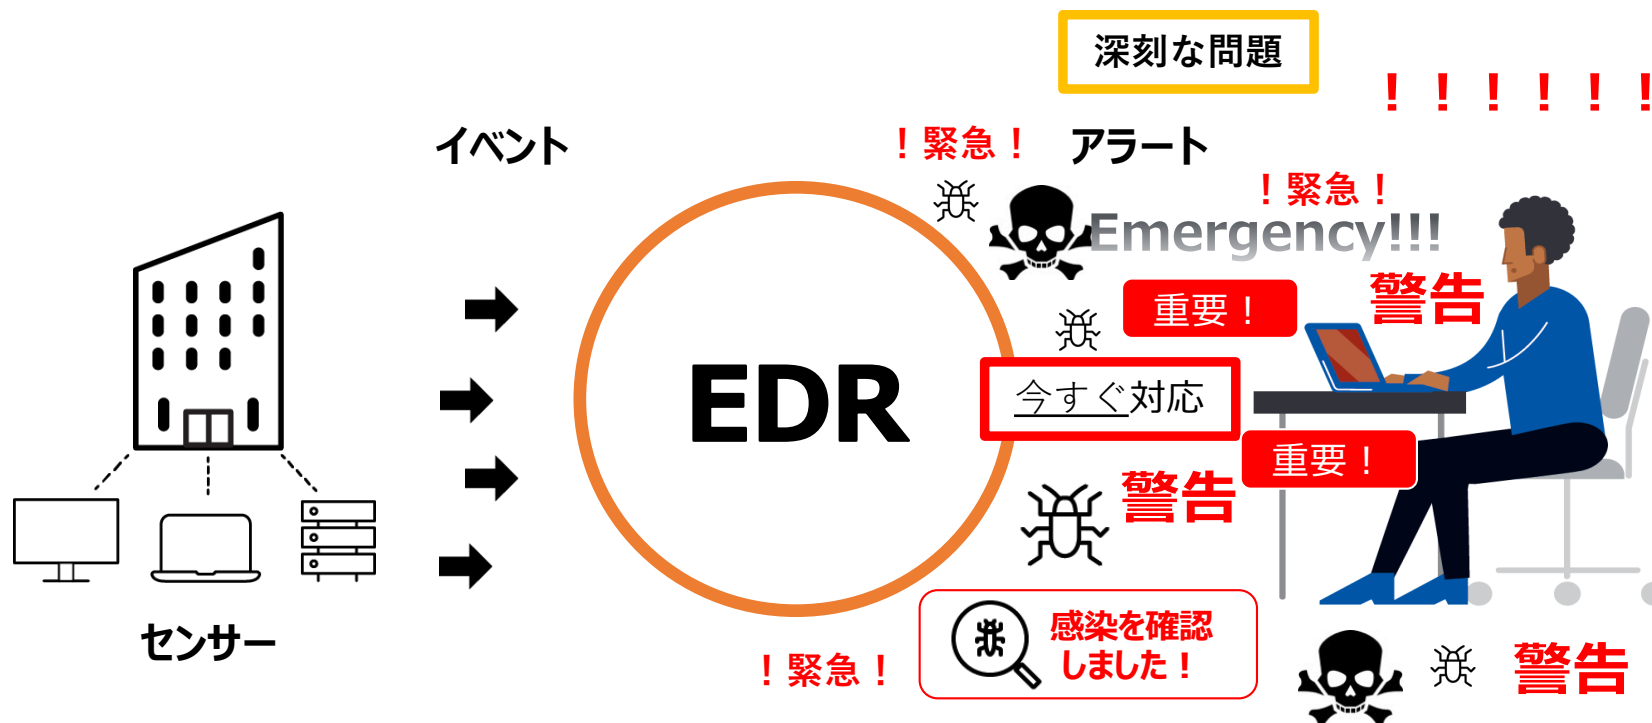 深刻な問題
！！！！！！
イベント
！緊急！
アラート
！緊急！
Emergency!!!
警告
重要！
EDR
今すぐ対応
重要！
警告
センサー
感染を確認
しました！
！緊急！
警告